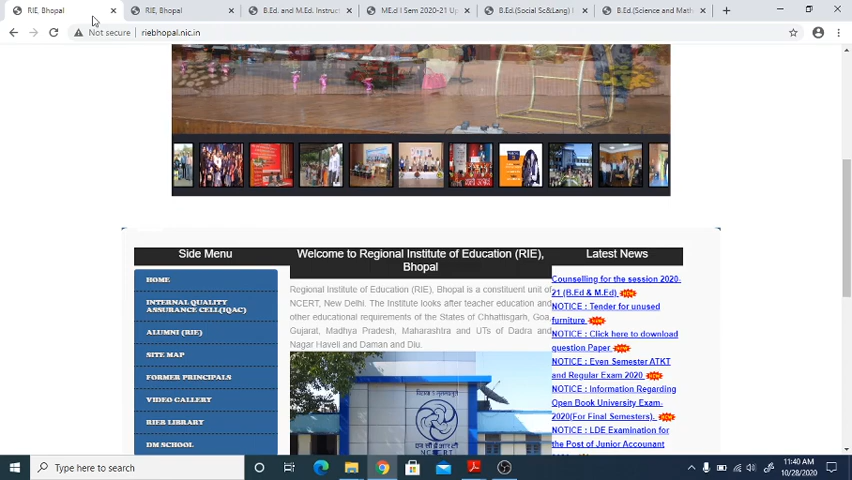 RIE, Bhopal
RIE, Bhopal
B.Ed. and M.Ed. Instruct
ME.d I Sem 2020-21 Up
B.Ed.(Social Sc&Lang) I
B.Ed.(Science and Math
Not secure
riebhopal.nic.in
Side Menu
HOME
INTERNAL QUALITY
ASSURANCE CELL(IQAC)
ALUMNI (RIE)
SITE MAP
FORMER PRINCIPALS
VIDEO GALLERY
RIEB LIBRARY
DM SCHOOL
Welcome to Regional Institute of Education (RIE),
Bhopal
Regional Institute of Education (RIE), Bhopal is a constituent unit of
NCERT, New Delhi. The Institute looks after teacher education and
other educational requirements of the States of Chhattisgarh, Goa,
Gujarat, Madhya Pradesh, Maharashtra and UTs of Dadra and
Nagar Haveli and Daman and Diu.
NCERT
Latest News
Counselling for the session 2020-
21 (B.Ed & M.Ed)
NOTICE : Tender for unused
furniture
NOTICE : Click here to download
question Paper
NOTICE : Even Semester ATKT
and Regular Exam 2020
NOTICE : Information Regarding
Open Book University Exam-
2020(For Final Semesters).
NOTICE : LDE Examination for
the Post of Junior Accounant
Type here to search
11:40 AM
10/28/2020